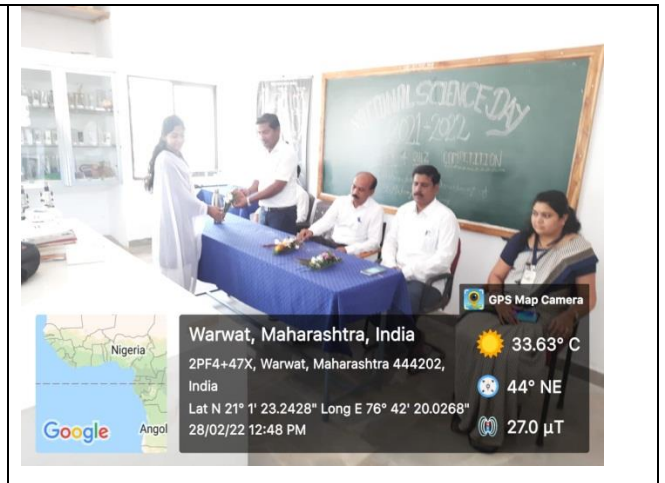 NATIONAL SCIENCE DAY
2021-2022
COMPETITION
GPS Map Camera
Warwat, Maharashtra, India
2PF4+47X, Warwat, Maharashtra 444202,
India
Lat N 21° 1' 23.2428" Long E 76° 42' 20.0268"
28/02/22 12:48 PM
33.63° C
44° NE
27.0 µT
Nigeria
Angol
Google